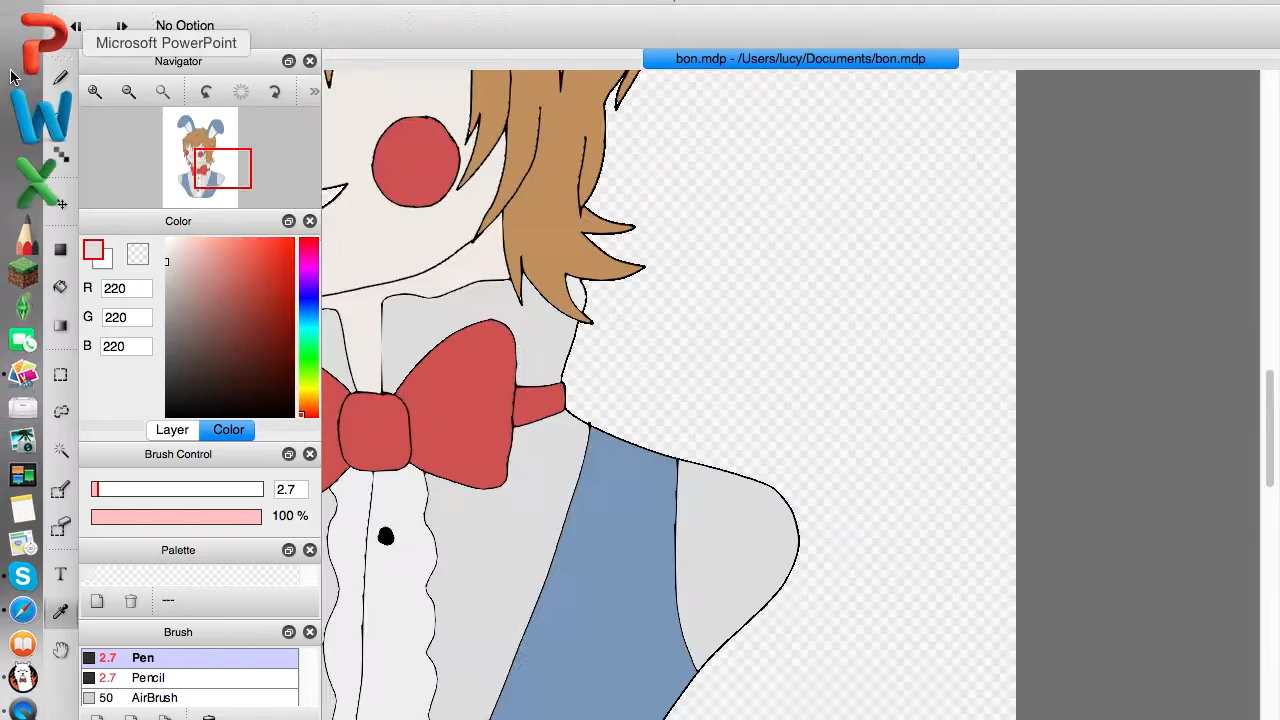 No Option
Microsoft PowerPoint
bon.mdp - /Users/lucy/Documents/bon.mdp
Navigator
Color
R 220
G 220
B 220
Layer Color
Brush Control
2.7
100 %
Palette
---
Brush
2.7 Pen
2.7 Pencil
50 AirBrush
T